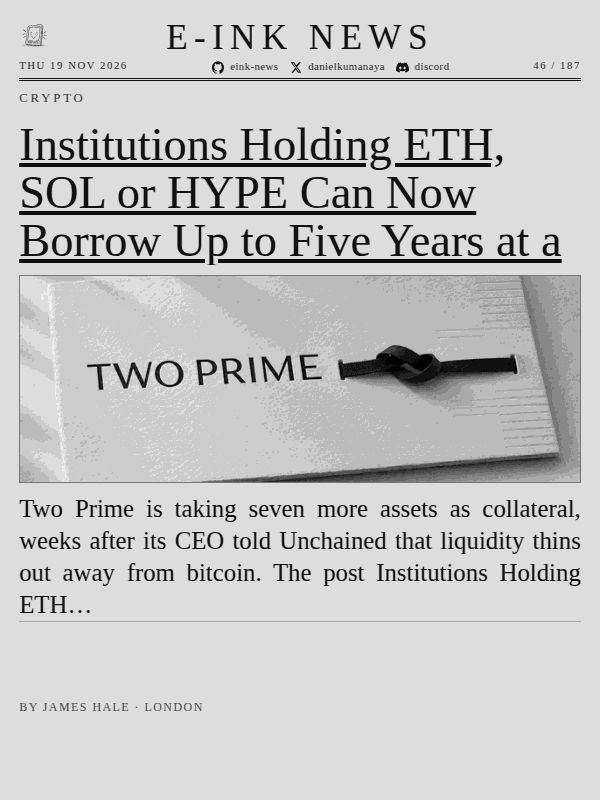 E-INK NEWS
THU 19 NOV 2026
eink-news
danielkumanaya
discord
46 / 187
CRYPTO
Institutions Holding ETH,
SOL or HYPE Can Now
Borrow Up to Five Years at a
TWO PRIME
Two Prime is taking seven more assets as collateral,
weeks after its CEO told Unchained that liquidity thins
out away from bitcoin. The post Institutions Holding
ETH…
BY JAMES HALE · LONDON